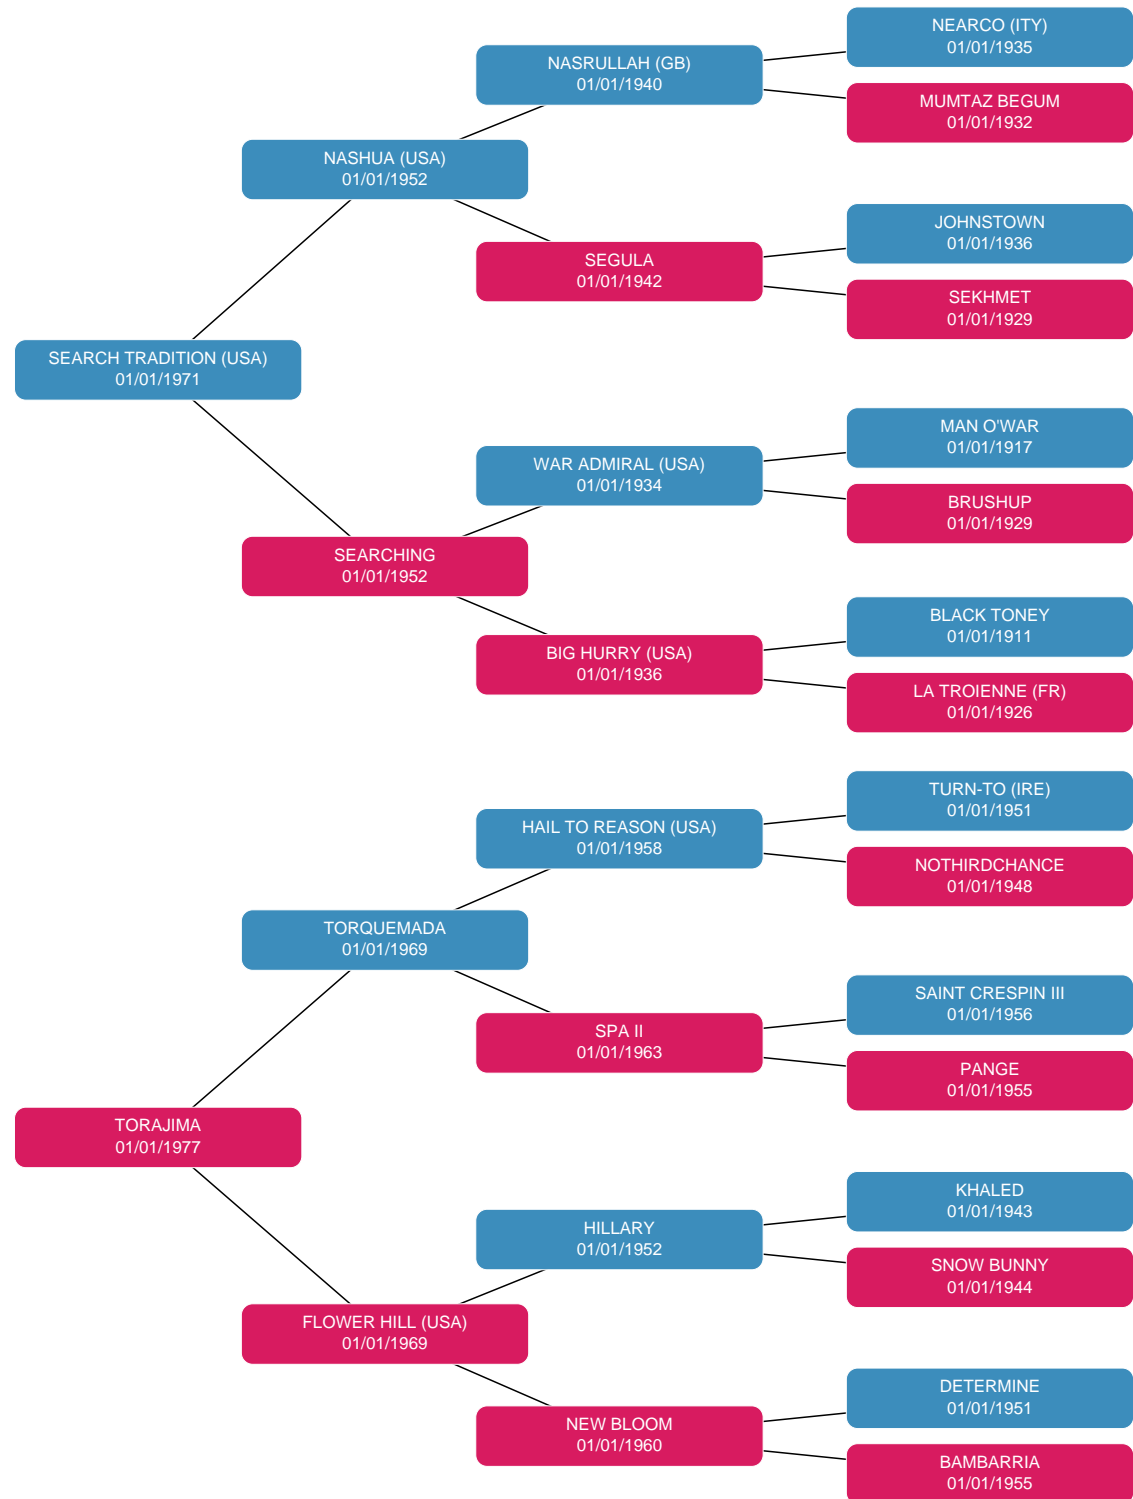 NEARCO (ITY)
01/01/1935
NASRULLAH (GB)
01/01/1940
MUMTAZ BEGUM
01/01/1932
NASHUA (USA)
01/01/1952
JOHNSTOWN
01/01/1936
SEGULA
01/01/1942
SEKHMET
01/01/1929
SEARCH TRADITION (USA)
01/01/1971
MAN O'WAR
01/01/1917
WAR ADMIRAL (USA)
01/01/1934
BRUSHUP
01/01/1929
SEARCHING
01/01/1952
BLACK TONEY
01/01/1911
BIG HURRY (USA)
01/01/1936
LA TROIENNE (FR)
01/01/1926
TURN-TO (IRE)
01/01/1951
HAIL TO REASON (USA)
01/01/1958
NOTHIRDCHANCE
01/01/1948
TORQUEMADA
01/01/1969
SAINT CRESPIN III
01/01/1956
SPA II
01/01/1963
PANGE
01/01/1955
TORAJIMA
01/01/1977
KHALED
01/01/1943
HILLARY
01/01/1952
SNOW BUNNY
01/01/1944
FLOWER HILL (USA)
01/01/1969
DETERMINE
01/01/1951
NEW BLOOM
01/01/1960
BAMBARRIA
01/01/1955